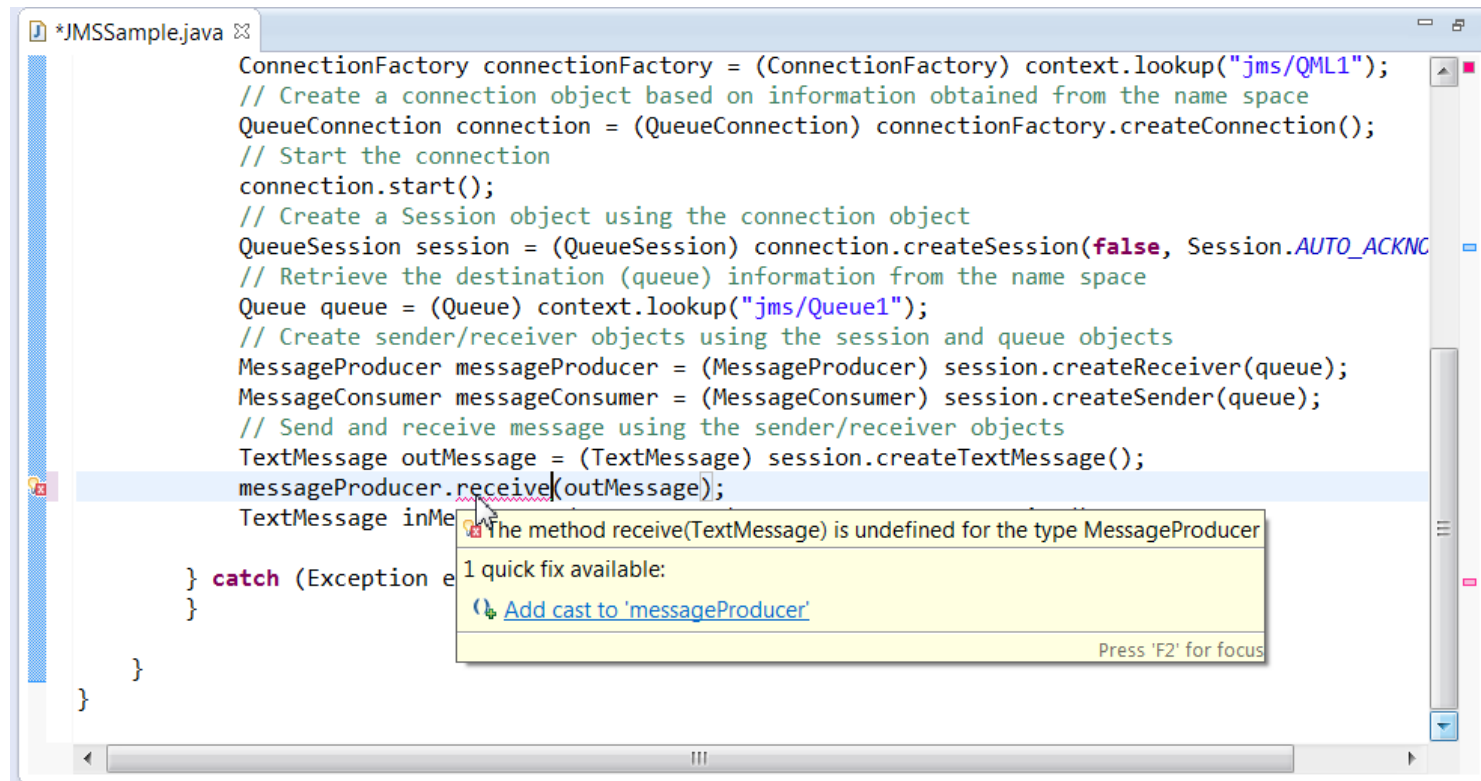 *JMSSample.java
ConnectionFactory connectionFactory = (ConnectionFactory) context.lookup("jms/QML1");
// Create a connection object based on information obtained from the name space
QueueConnection connection = (QueueConnection) connectionFactory.createConnection();
// Start the connection
connection.start();
// Create a Session object using the connection object
QueueSession session = (QueueSession) connection.createSession(false, Session.AUTO_ACKNO
// Retrieve the destination (queue) information from the name space
Queue queue = (Queue) context.lookup("jms/Queue1");
// Create sender/receiver objects using the session and queue objects
MessageProducer messageProducer = (MessageProducer) session.createReceiver(queue);
MessageConsumer messageConsumer = (MessageConsumer) session.createSender(queue);
// Send and receive message using the sender/receiver objects
TextMessage outMessage = (TextMessage) session.createTextMessage();
messageProducer.receive(outMessage);
TextMessage inMe
The method receive(TextMessage) is undefined for the type MessageProducer
1 quick fix available:
Add cast to 'messageProducer'
Press 'F2' for focus
} catch (Exception e
}
}
}